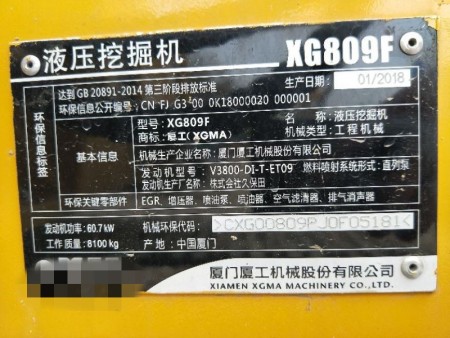 液压挖掘机 XG809F
达到 GB 20891-2014 第三阶段排放标准
生产日期: 01/2018
环保信息公开编号: CN FJ G3 00 0K18000020 000001
环保信息标签
基本信息
型号: XG809F
名称: 液压挖掘机
商标: 厦工(XGMA)
机械类型: 工程机械
机械生产企业名称: 厦门厦工机械股份有限公司
发动机型号: V3800-DI-T-ET09 燃料喷射系统形式: 直列泵
发动机生产厂名称: 株式会社久保田
环保关键零部件
EGR、增压器、喷油泵、喷油器、空气滤清器、排气消声器
发动机功率: 60.7 kW
机械环保代码: >CXG00809PJ0F05181<
工作质量: 8100 kg
产地: 中国厦门
厦门厦工机械股份有限公司
XIAMEN XGMA MACHINERY CO.,LTD.